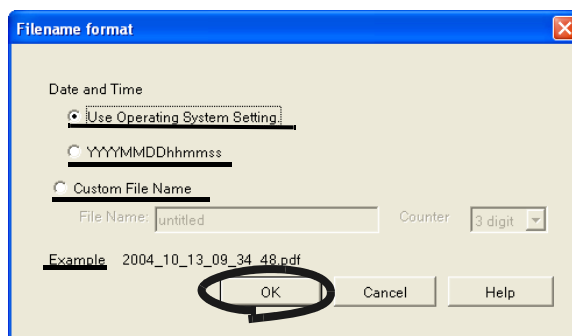 Filename format
Date and Time
Use Operating System Setting.
YYYYMMDDhhmmss
Custom File Name
File Name: untitled Counter 3 digit
Example 2004_10_13_09_34_48.pdf
OK Cancel Help